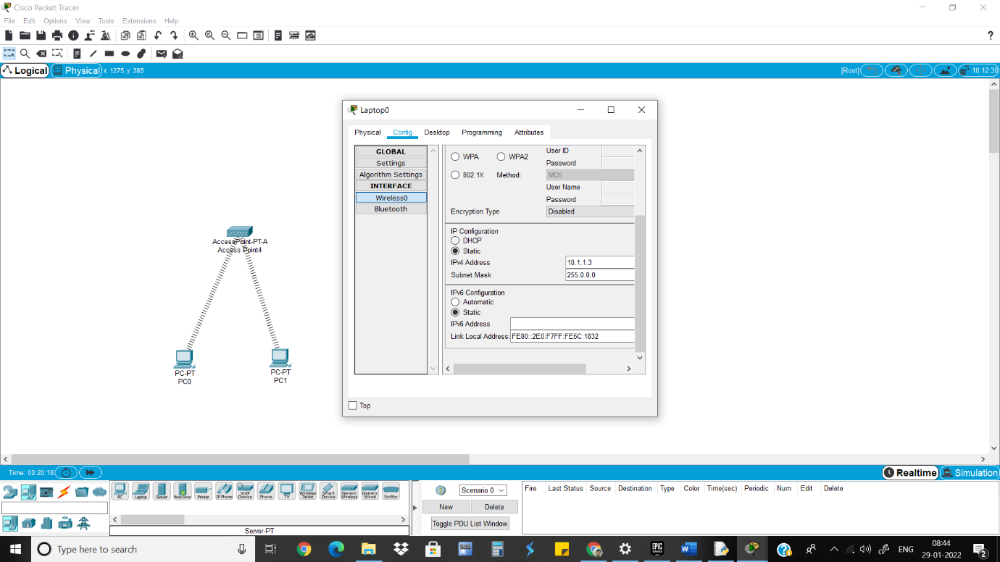 Cisco Packet Tracer
File Edit Options View Tools Extensions Help
?
Logical Physical x: 1275, y: 385 [Root] 10:12:30
Laptop0
Physical Config Desktop Programming Attributes
GLOBAL
Settings
Algorithm Settings
INTERFACE
Wireless0
Bluetooth
User ID
WPA WPA2
Password
802.1X Method: MD5
User Name
Password
Encryption Type Disabled
IP Configuration
DHCP
Static
IPv4 Address 10.1.1.3
Subnet Mask 255.0.0.0
IPv6 Configuration
Automatic
Static
IPv6 Address
Link Local Address: FE80::2E0:F7FF:FE5C:1832
Top
AccessPoint-PT-A
Access Point4
PC-PT
PC0
PC-PT
PC1
Time: 00:20:18 Realtime Simulation
PC Laptop Server Printer IP Phone VoIP Device Phone TV Wireless Tablet Smart Device Generic Wireless Generic Wired Sniffer
Server-PT
Scenario 0
New Delete
Toggle PDU List Window
Fire Last Status Source Destination Type Color Time(sec) Periodic Num Edit Delete
Type here to search
sas
EPIC GAMES
W
ENG
08:44
29-01-2022
2